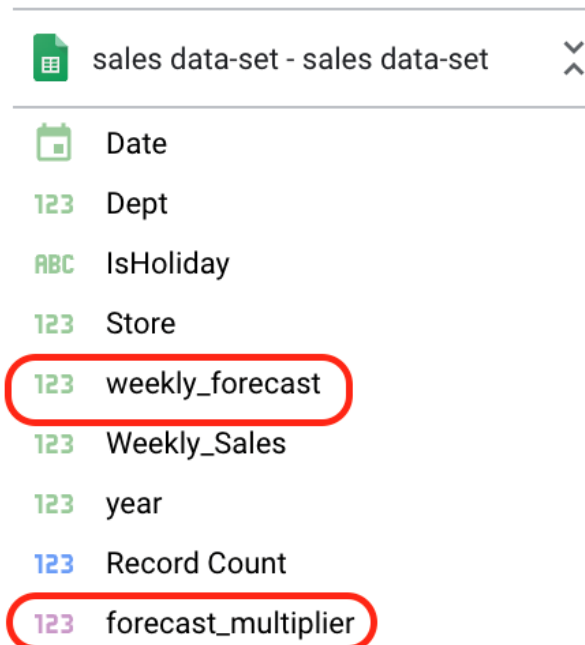 sales data-set - sales data-set
Date
123 Dept
ABC IsHoliday
123 Store
123 weekly_forecast
123 Weekly_Sales
123 year
123 Record Count
123 forecast_multiplier